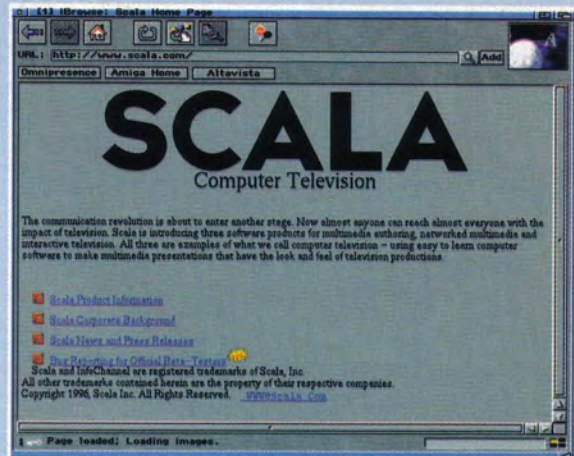 [1] IBrowse: Scala Home Page
URL: http://www.scala.com/
Add
Omnipresence Amiga Home Altavista
SCALA
Computer Television
The communication revolution is about to enter another stage. Now almost anyone can reach almost everyone with the
impact of television. Scala is introducing three software products for multimedia authoring, networked multimedia and
interactive television. All three are examples of what we call computer television - using easy to learn computer
software to make multimedia presentations that have the look and feel of television productions.
Scala Product Information
Scala Corporate Background
Scala News and Press Releases
Bug Reporting for Official Beta-Testers
Scala and InfoChannel are registered trademarks of Scala, Inc.
All other trademarks contained herein are the property of their respective companies.
Copyright 1996, Scala Inc. All Rights Reserved. WWW@Scala.Com
Page loaded; Loading images.